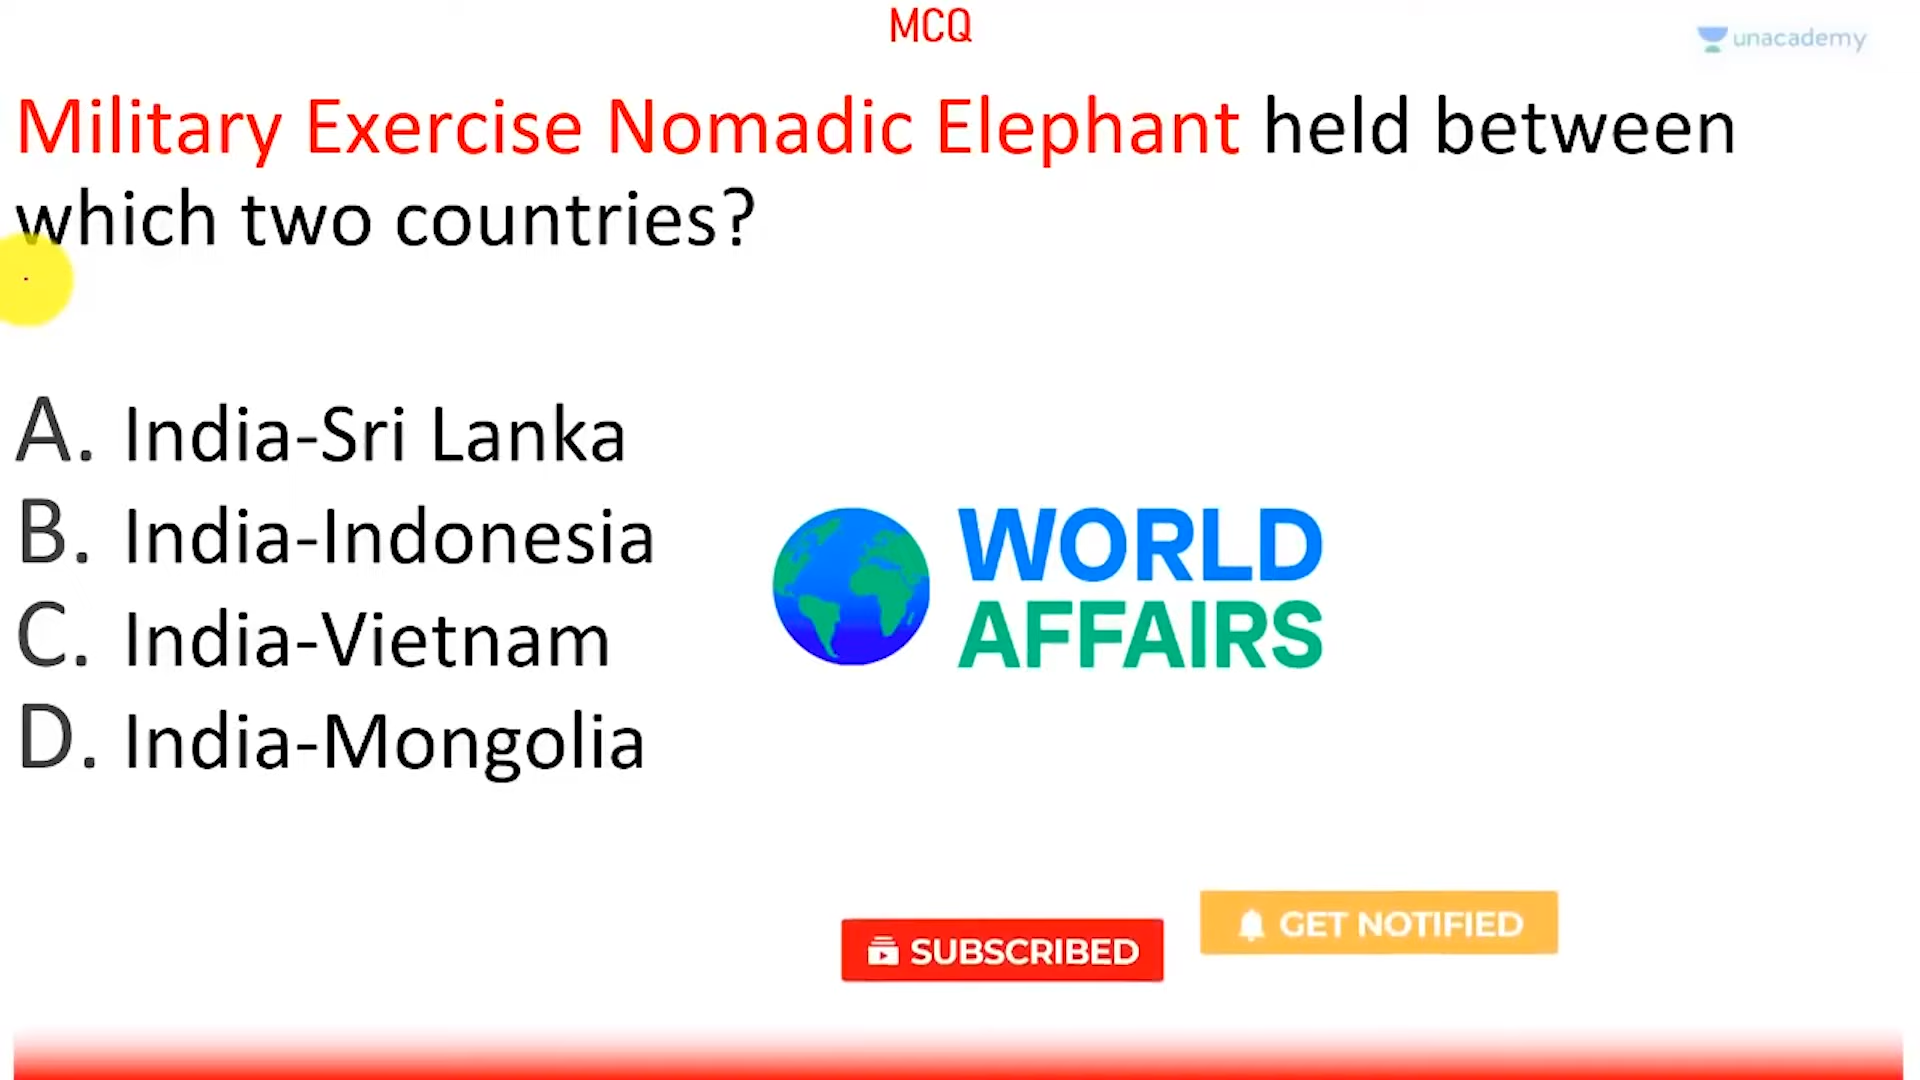 MCQ
unacademy
Military Exercise Nomadic Elephant held between
which two countries?
A. India-Sri Lanka
B. India-Indonesia
C. India-Vietnam
D. India-Mongolia
WORLD
AFFAIRS
SUBSCRIBED
GET NOTIFIED